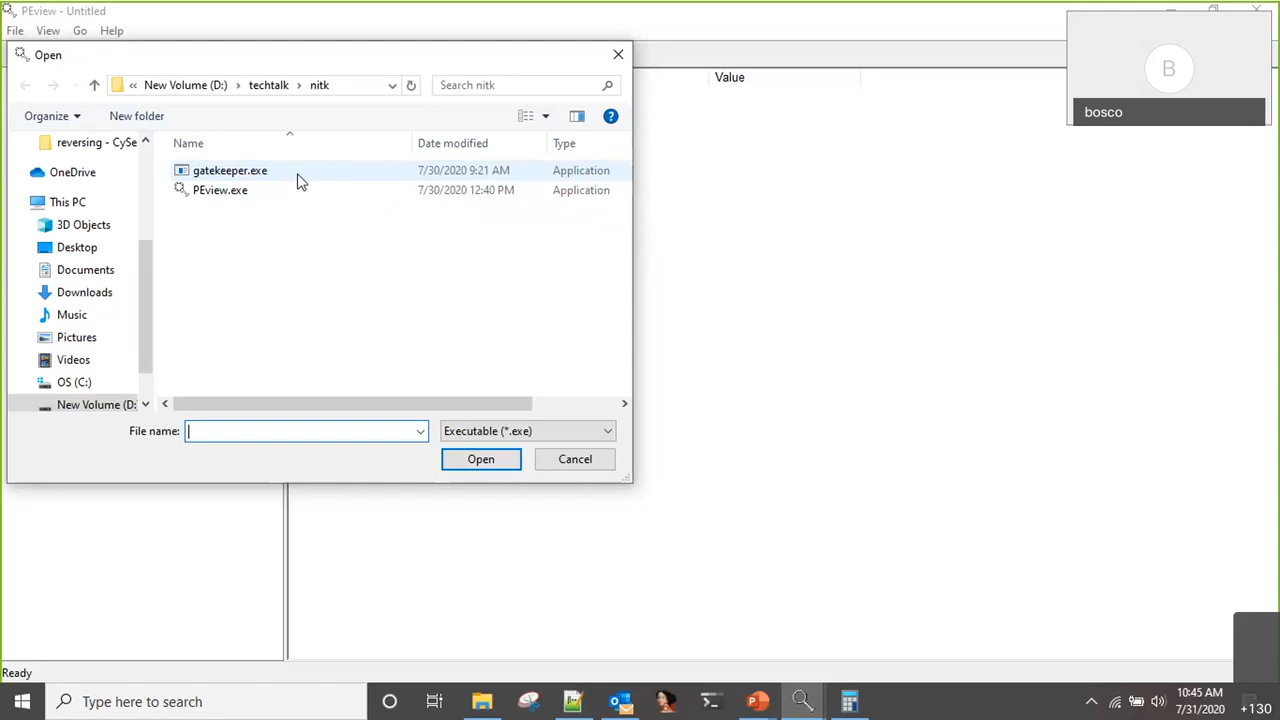 PEview - Untitled
File View Go Help
Open
« New Volume (D:) › techtalk › nitk
Search nitk
Organize
New folder
Name
Date modified
Type
Value
reversing - CySe
OneDrive
This PC
3D Objects
Desktop
Documents
Downloads
Music
Pictures
Videos
OS (C:)
New Volume (D:
gatekeeper.exe 7/30/2020 9:21 AM Application
PEview.exe 7/30/2020 12:40 PM Application
File name:
Executable (*.exe)
Open
Cancel
B
bosco
Ready
Type here to search
10:45 AM
7/31/2020
+130